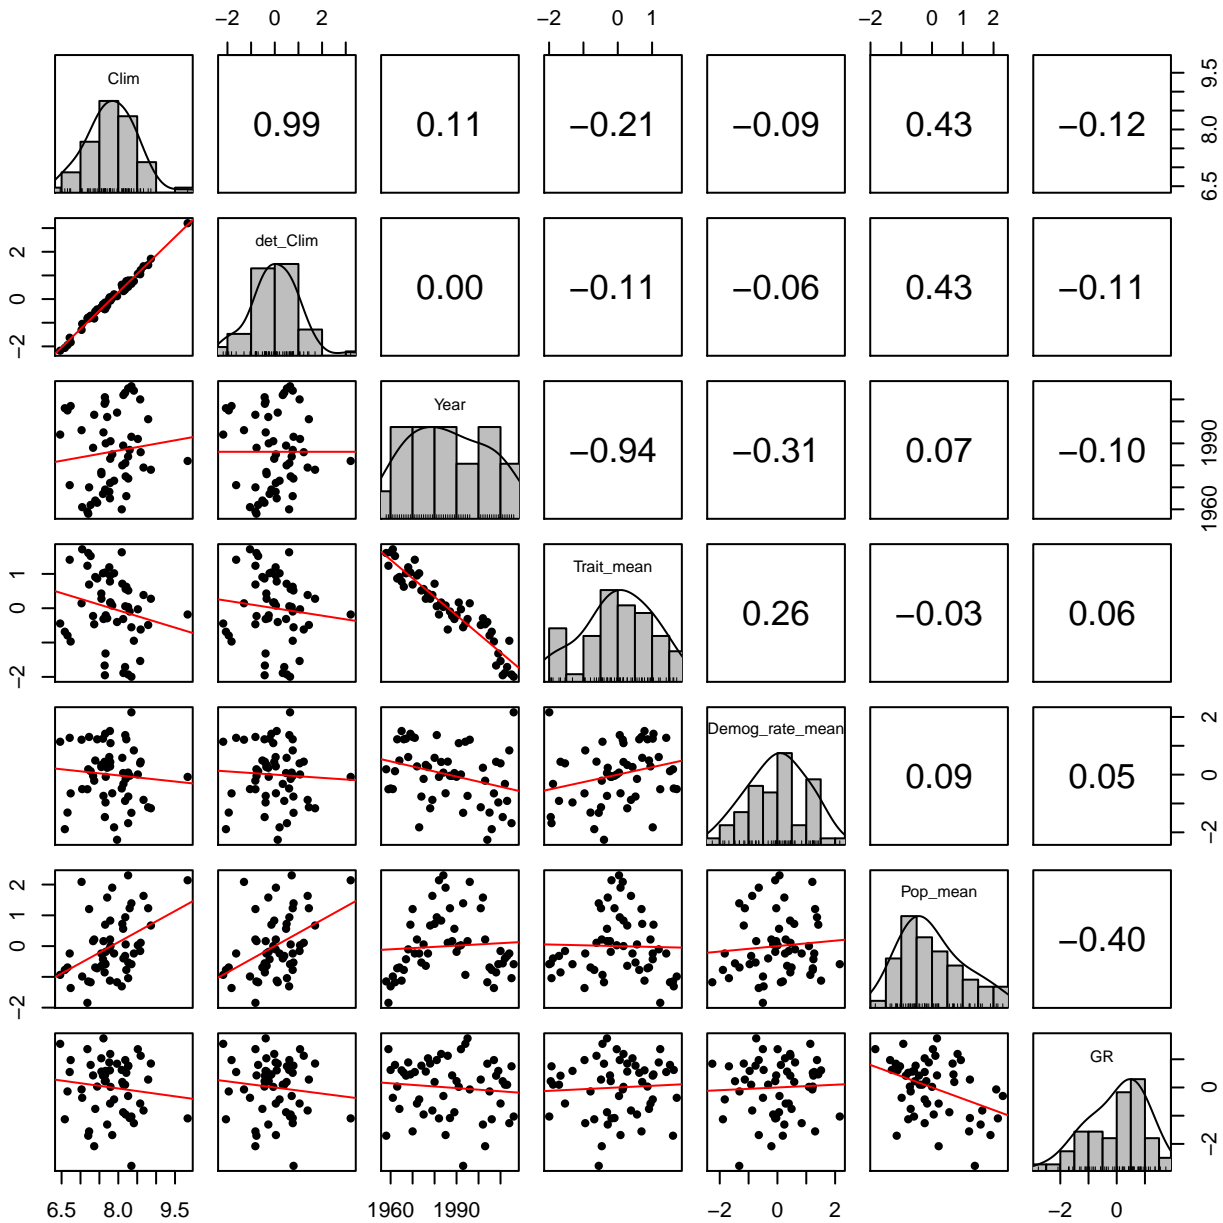 −2 0 2 −2 0 1 −2 0 2
Clim 0.99 0.11 −0.21 −0.09 0.43 −0.12 6.5 8.0 9.5
−2 0 2 det_Clim 0.00 −0.11 −0.06 0.43 −0.11
Year −0.94 −0.31 0.07 −0.10 1960 1990
−2 0 1 Trait_mean 0.26 −0.03 0.06
Demog_rate_mean 0.09 0.05 −2 0 2
−2 0 1 2 Pop_mean −0.40
GR −2 0
6.5 8.0 9.5 1960 1990 −2 0 2 −2 0